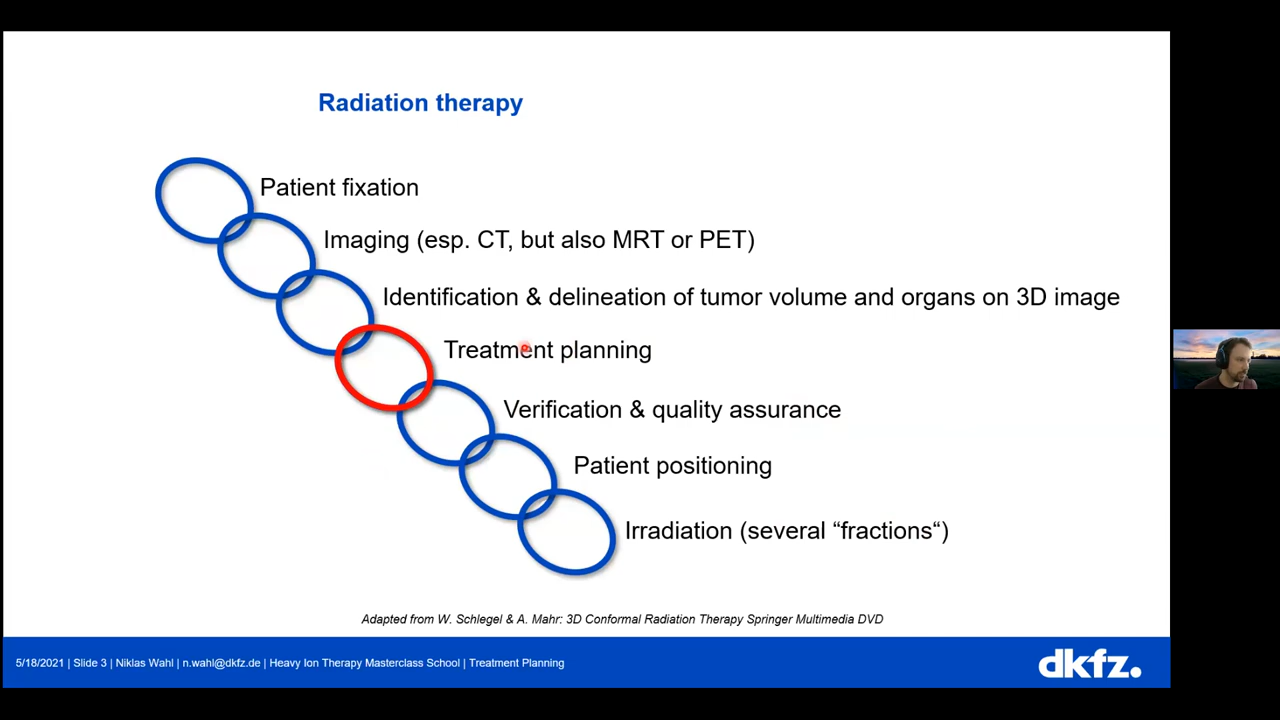 Radiation therapy
Patient fixation
Imaging (esp. CT, but also MRT or PET)
Identification & delineation of tumor volume and organs on 3D image
Treatment planning
Verification & quality assurance
Patient positioning
Irradiation (several “fractions“)
Adapted from W. Schlegel & A. Mahr: 3D Conformal Radiation Therapy Springer Multimedia DVD
5/18/2021 | Slide 3 | Niklas Wahl | n.wahl@dkfz.de | Heavy Ion Therapy Masterclass School | Treatment Planning
dkfz.